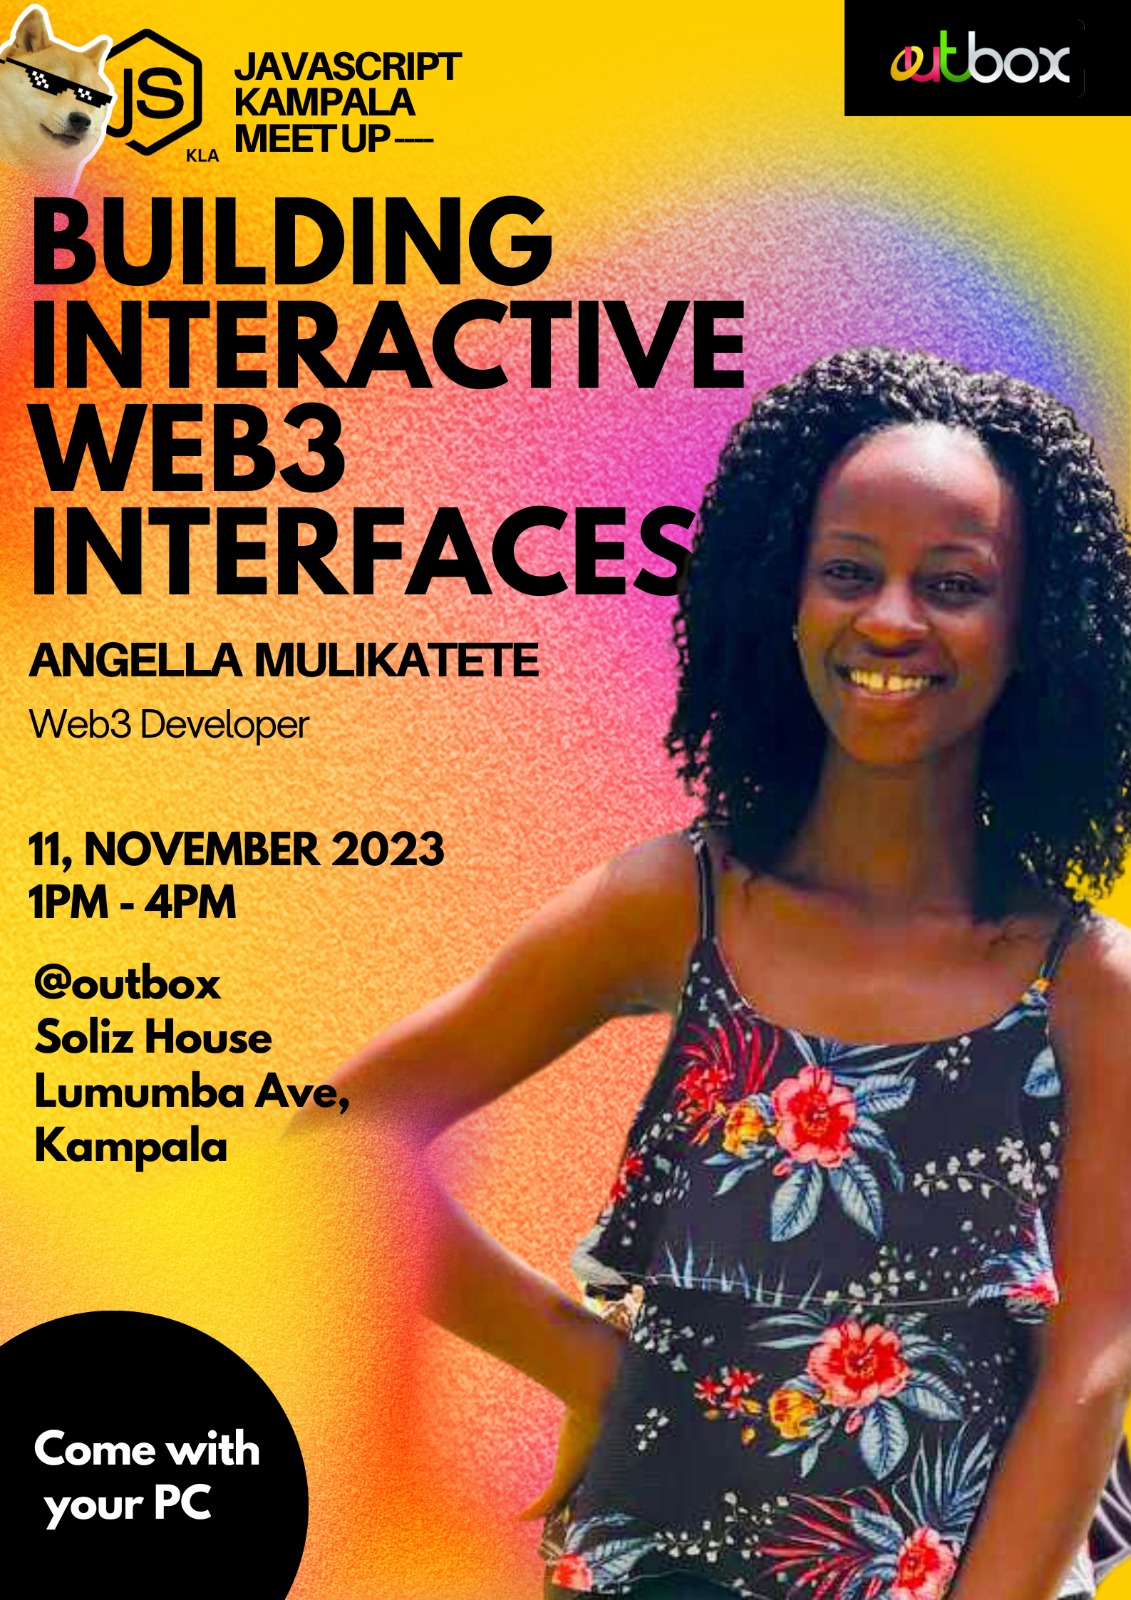 JS
KLA
JAVASCRIPT
KAMPALA
MEET UP ----
outbox
BUILDING
INTERACTIVE
WEB3
INTERFACES
ANGELLA MULIKATETE
Web3 Developer
11, NOVEMBER 2023
1PM - 4PM
@outbox
Soliz House
Lumumba Ave,
Kampala
Come with
your PC